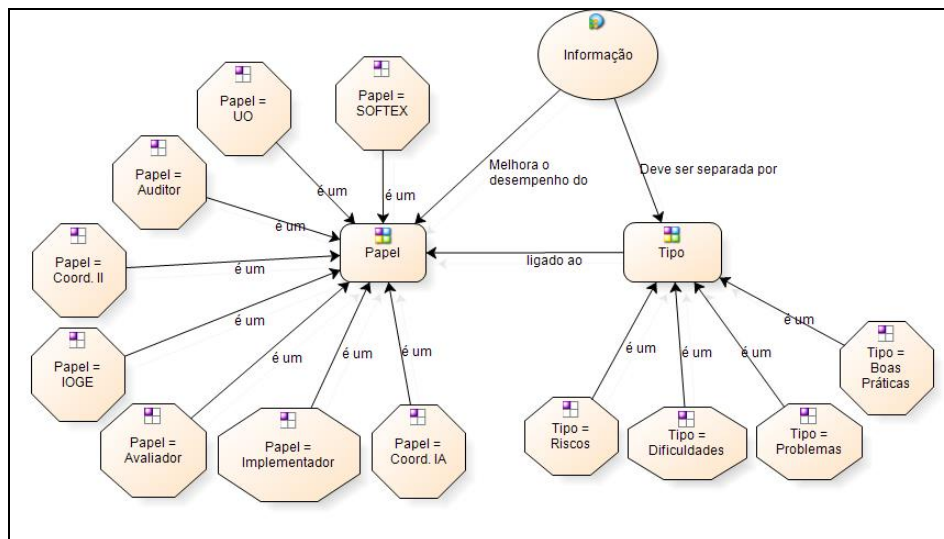 Informação
Papel =
SOFTEX
Papel =
UO
Papel =
Auditor
Melhora o
desempenho do
Deve ser separada por
é um
é um
é um
Papel
ligado ao
Tipo
Papel =
Coord. II
é um
é um
Papel =
IOGE
é um
é um
é um
é um
é um
é um
é um
Tipo =
Boas
Práticas
Papel =
Avaliador
Papel =
Implementador
Papel =
Coord. IA
Tipo =
Riscos
Tipo =
Dificuldades
Tipo =
Problemas